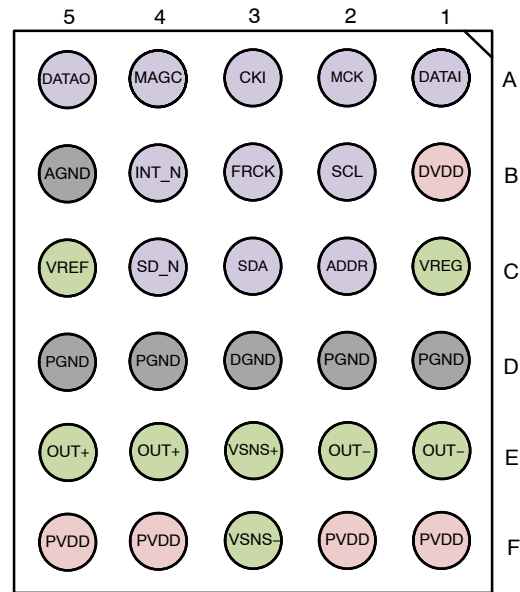 5 4 3 2 1
DATAO MAGC CKI MCK DATAI A
AGND INT_N FRCK SCL DVDD B
VREF SD_N SDA ADDR VREG C
PGND PGND DGND PGND PGND D
OUT+ OUT+ VSNS+ OUT− OUT− E
PVDD PVDD VSNS− PVDD PVDD F